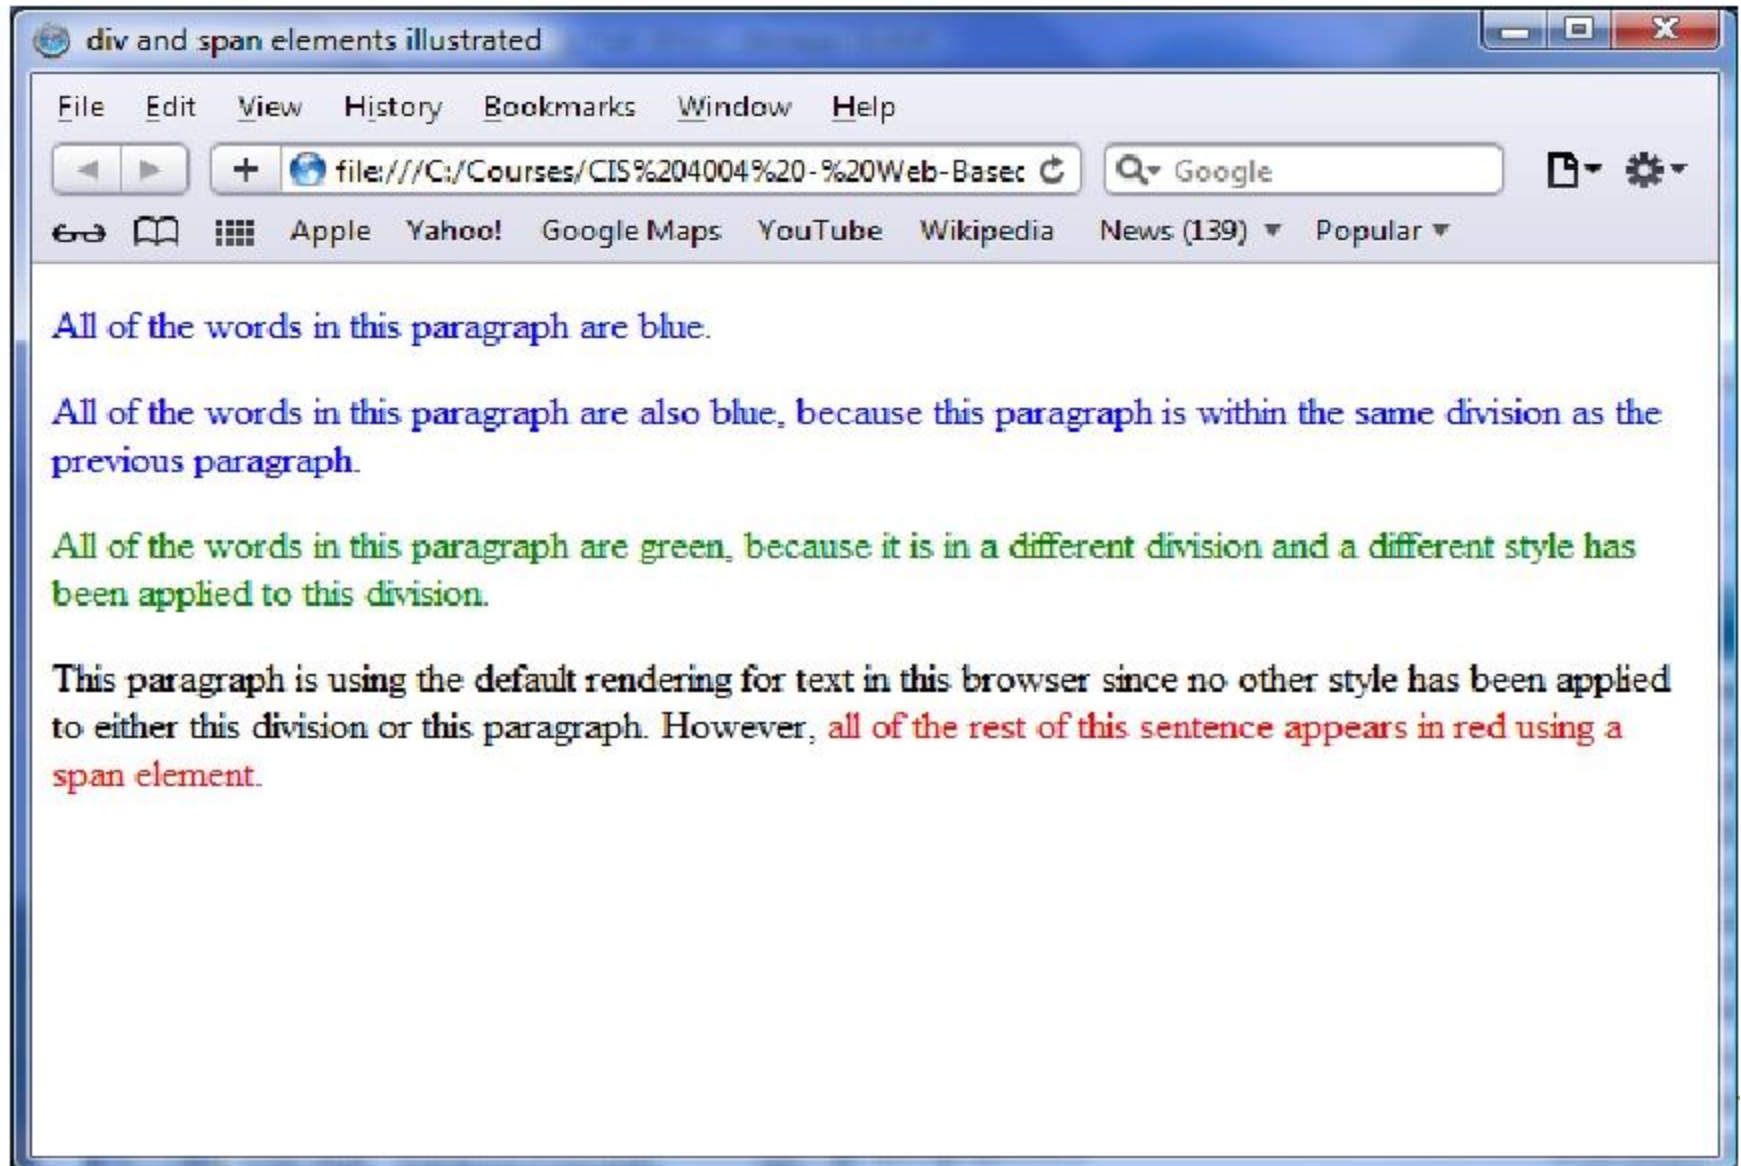 div and span elements illustrated
File Edit View History Bookmarks Window Help
file:///C:/Courses/CIS%204004%20-%20Web-Based Google
Apple Yahoo! Google Maps YouTube Wikipedia News (139) Popular
All of the words in this paragraph are blue.
All of the words in this paragraph are also blue, because this paragraph is within the same division as the
previous paragraph.
All of the words in this paragraph are green, because it is in a different division and a different style has
been applied to this division.
This paragraph is using the default rendering for text in this browser since no other style has been applied
to either this division or this paragraph. However, all of the rest of this sentence appears in red using a
span element.